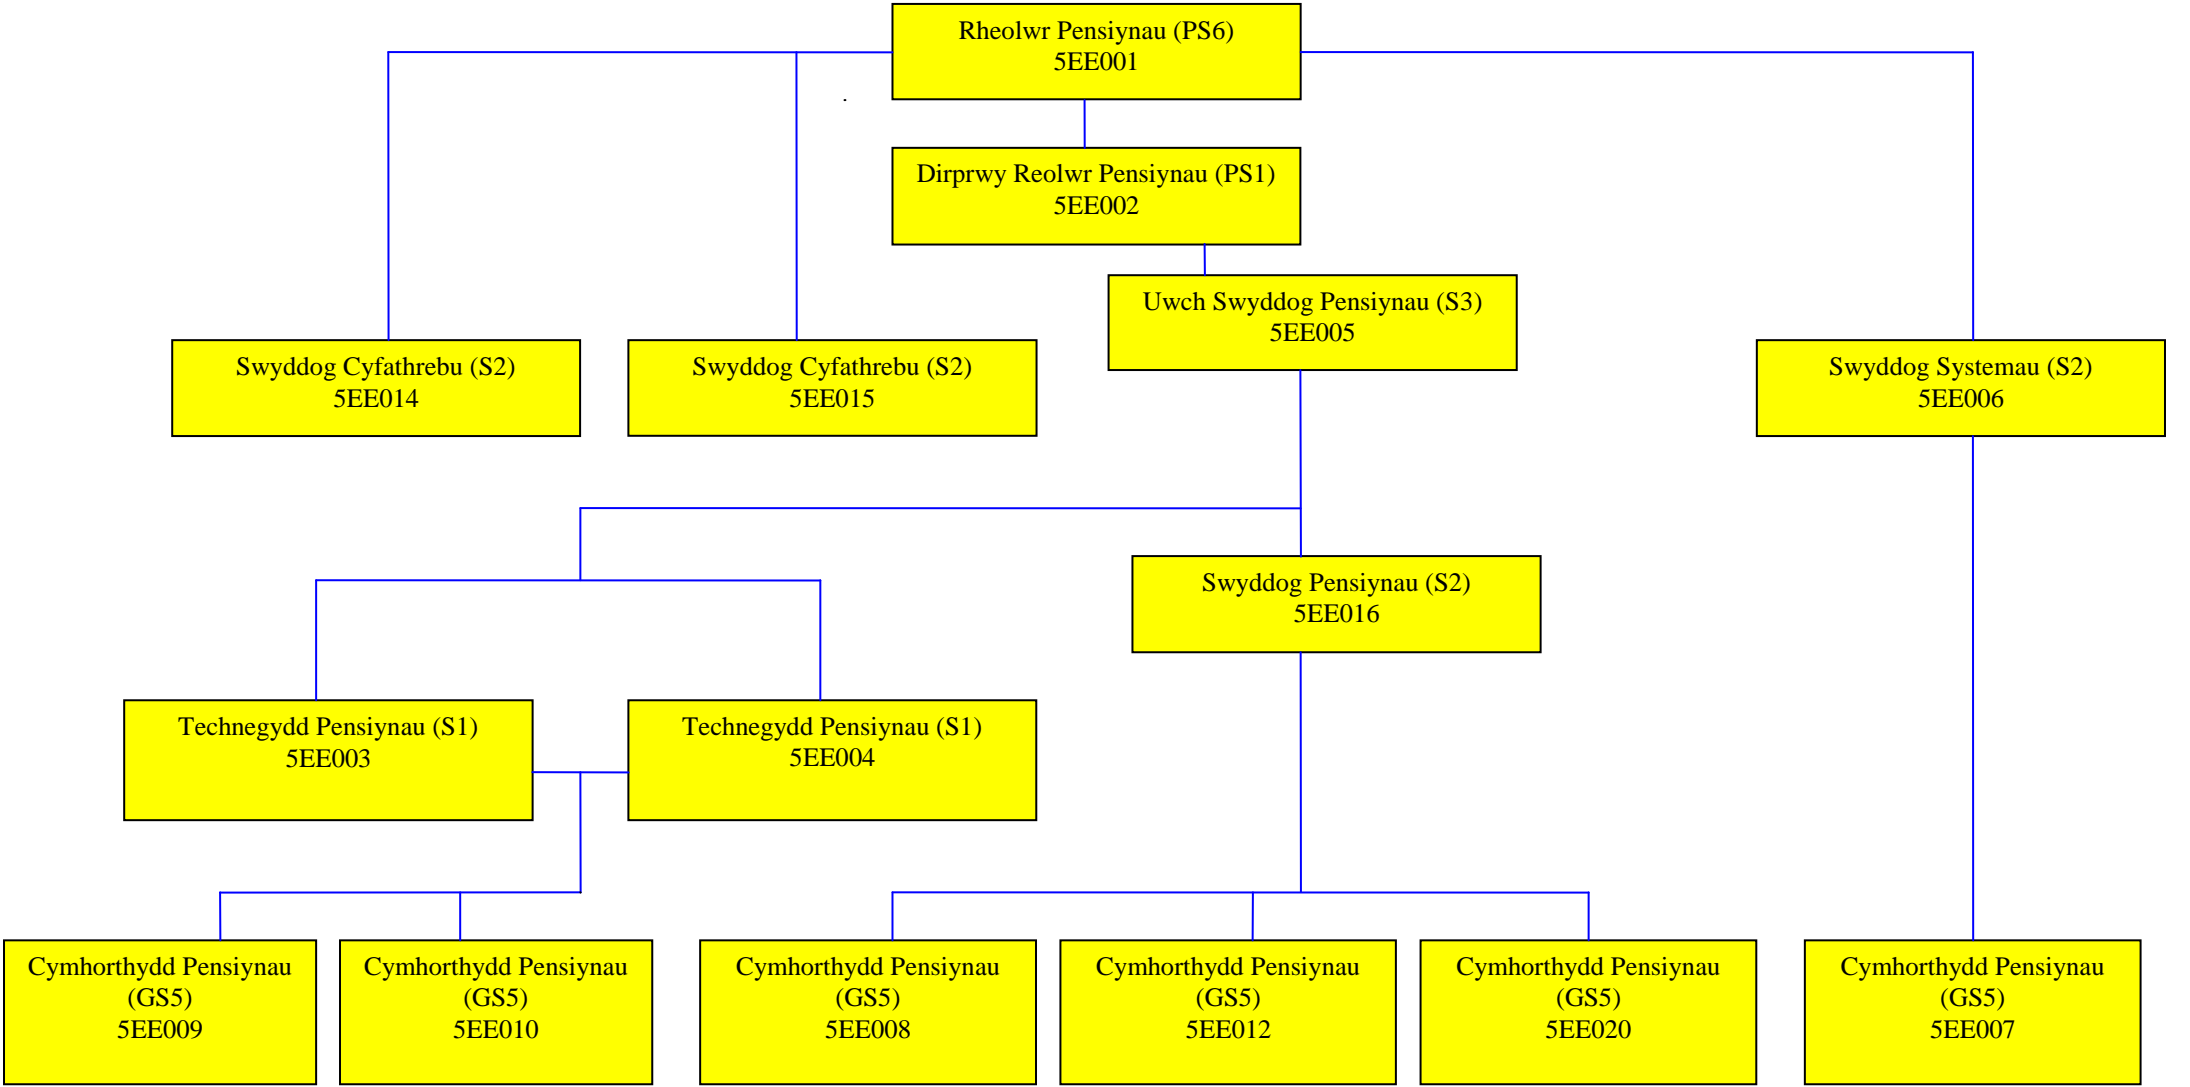 Rheolwr Pensiynau (PS6)
5EE001
Dirprwy Reolwr Pensiynau (PS1)
5EE002
Uwch Swyddog Pensiynau (S3)
5EE005
Swyddog Cyfathrebu (S2)
5EE014
Swyddog Cyfathrebu (S2)
5EE015
Swyddog Systemau (S2)
5EE006
Swyddog Pensiynau (S2)
5EE016
Technegydd Pensiynau (S1)
5EE003
Technegydd Pensiynau (S1)
5EE004
Cymhorthydd Pensiynau
(GS5)
5EE009
Cymhorthydd Pensiynau
(GS5)
5EE010
Cymhorthydd Pensiynau
(GS5)
5EE008
Cymhorthydd Pensiynau
(GS5)
5EE012
Cymhorthydd Pensiynau
(GS5)
5EE020
Cymhorthydd Pensiynau
(GS5)
5EE007